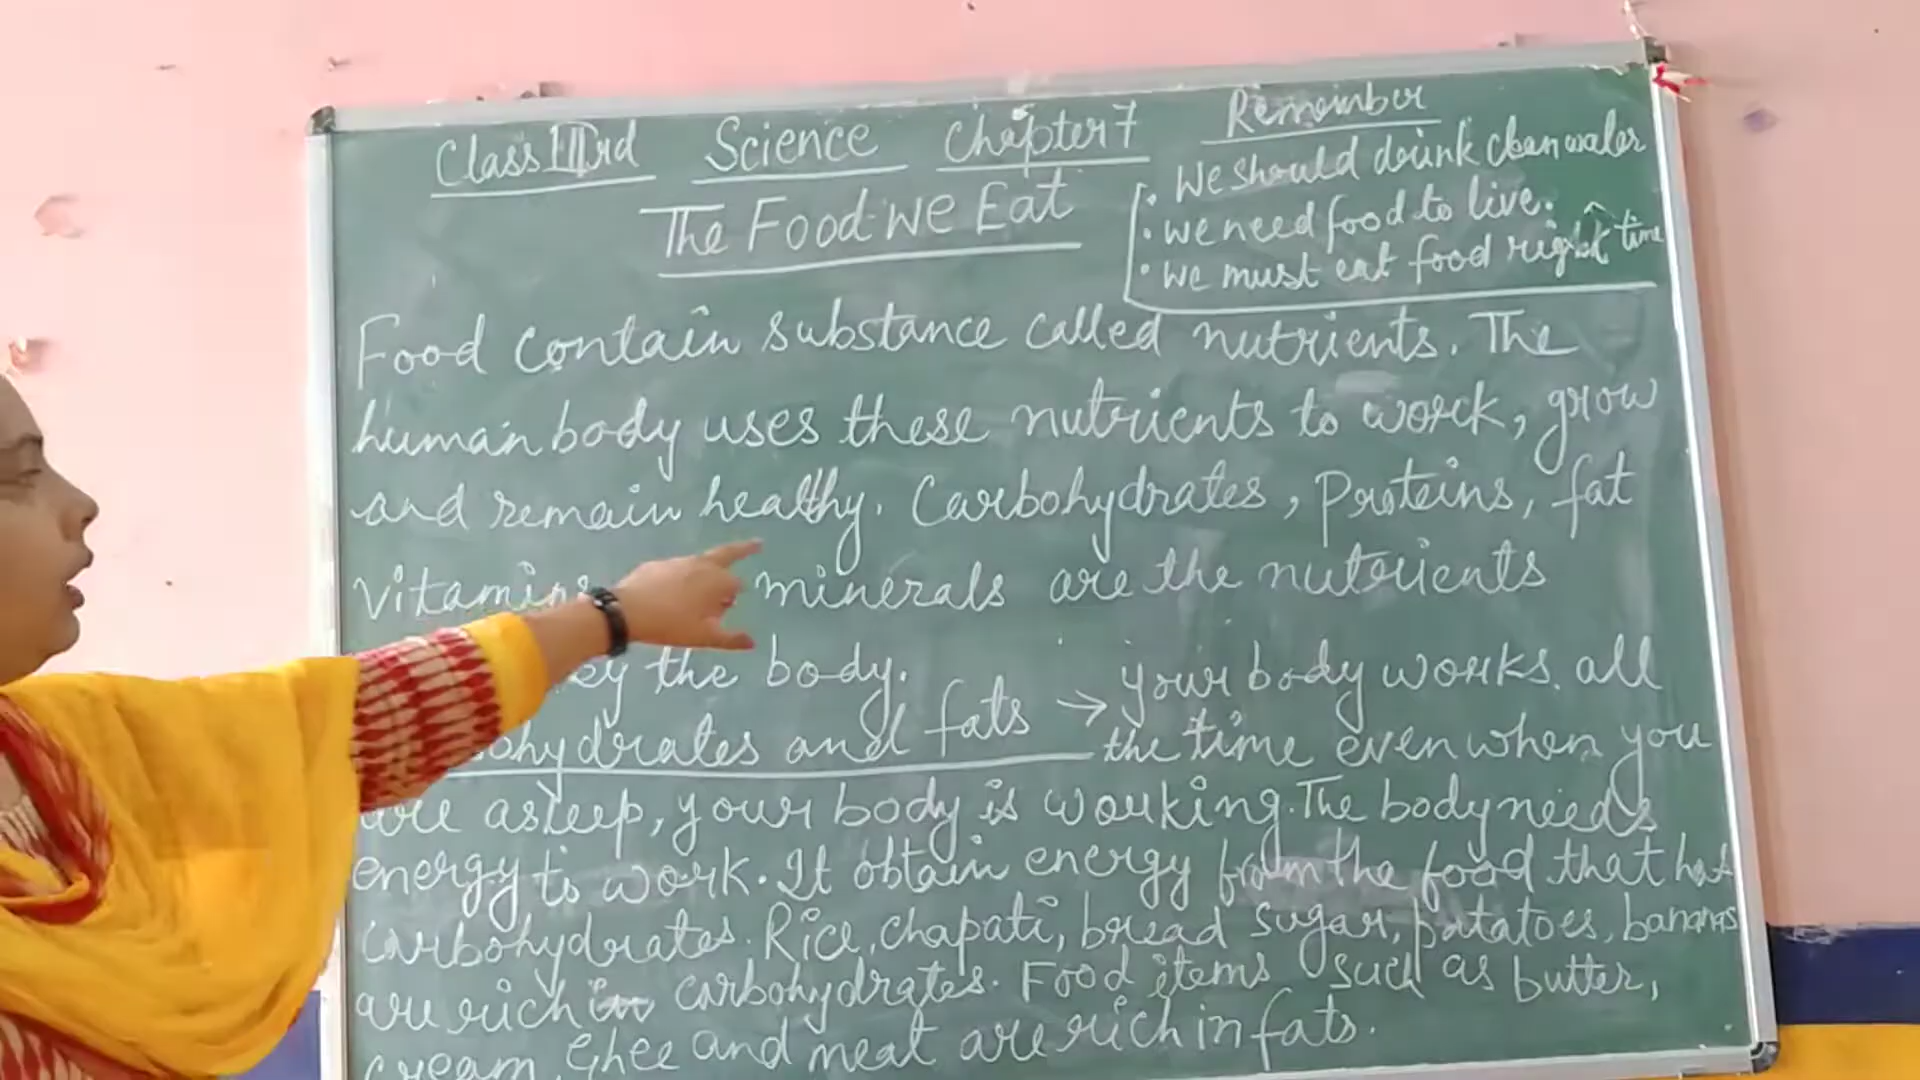 Class IIIrd Science Chapter 7
The Food we Eat
Remember
• We should drink clean water
• we need food to live.
• we must eat food right time
Food contain substance called nutrients. The
human body uses these nutrients to work, grow
and remain healthy. Carbohydrates, Proteins, fat
vitamins minerals are the nutrients
the body.
and fats → your body works all
the time even when you
are asleep, your body is working. The body needs
energy to work. It obtain energy from the food that has
carbohydrates. Rice, chapati, bread sugar, patatoes, bananas
are rich in carbohydrates. Food items such as butter,
cream, Ghee and meat are rich in fats.